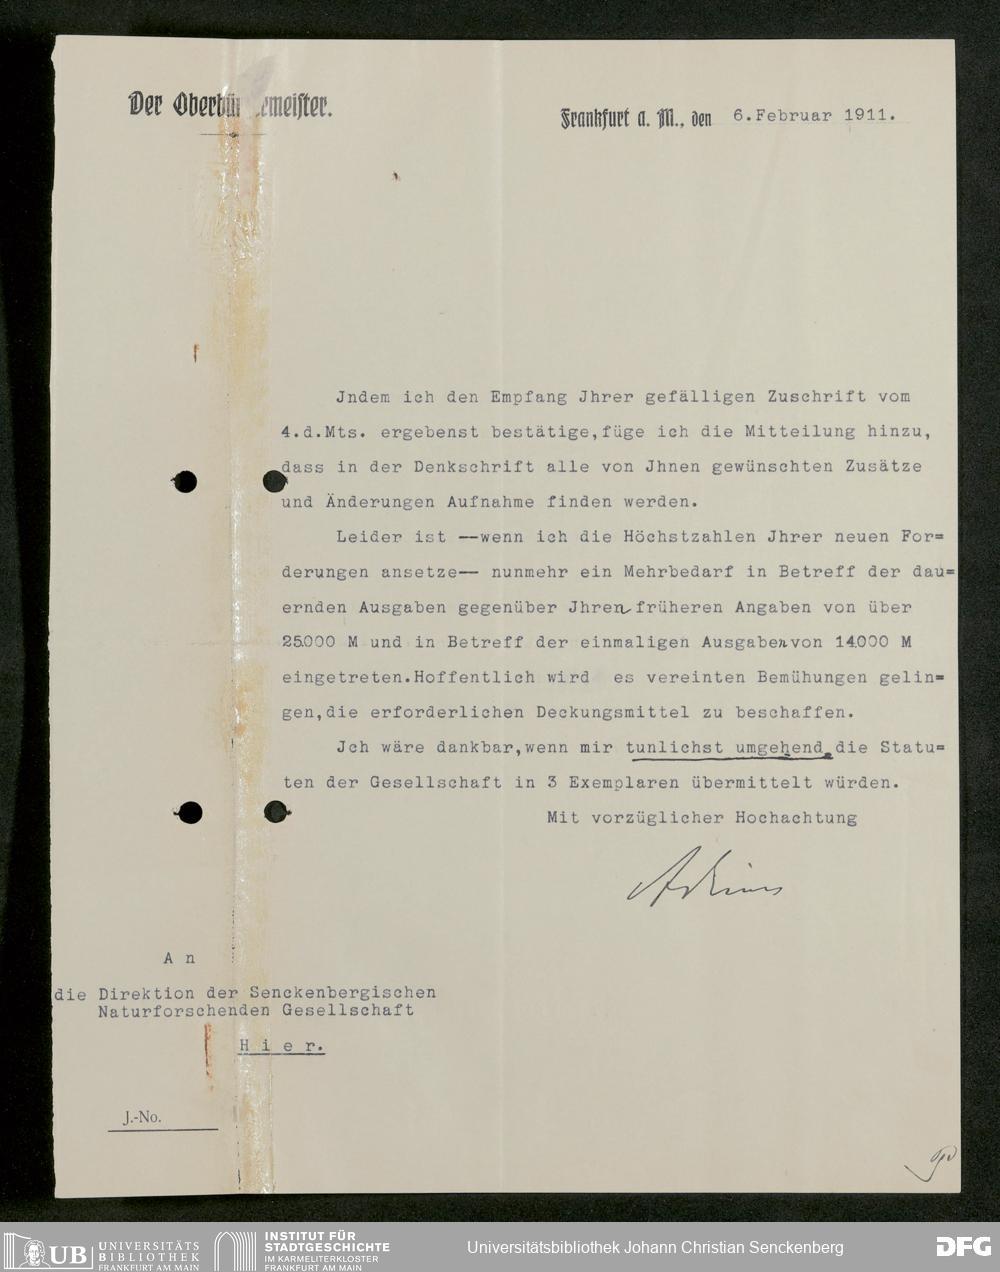 Der Oberbürgermeister.
Frankfurt a. M., den 6.Februar 1911.
Jndem ich den Empfang Jhrer gefälligen Zuschrift vom
4.d.Mts. ergebenst bestätige,füge ich die Mitteilung hinzu,
dass in der Denkschrift alle von Jhnen gewünschten Zusätze
und Änderungen Aufnahme finden werden.
Leider ist —wenn ich die Höchstzahlen Jhrer neuen For=
derungen ansetze— nunmehr ein Mehrbedarf in Betreff der dau=
ernden Ausgaben gegenüber Jhren früheren Angaben von über
25000 M und in Betreff der einmaligen Ausgaben von 14000 M
eingetreten.Hoffentlich wird es vereinten Bemühungen gelin=
gen,die erforderlichen Deckungsmittel zu beschaffen.
Jch wäre dankbar,wenn mir tunlichst umgehend die Statu=
ten der Gesellschaft in 3 Exemplaren übermittelt würden.
Mit vorzüglicher Hochachtung
Adickes
A n
die Direktion der Senckenbergischen
Naturforschenden Gesellschaft
H i e r.
J.-No.
UB UNIVERSITÄTS
BIBLIOTHEK
FRANKFURT AM MAIN
INSTITUT FÜR
STADTGESCHICHTE
IM KARMELITERKLOSTER
FRANKFURT AM MAIN
Universitätsbibliothek Johann Christian Senckenberg
DFG